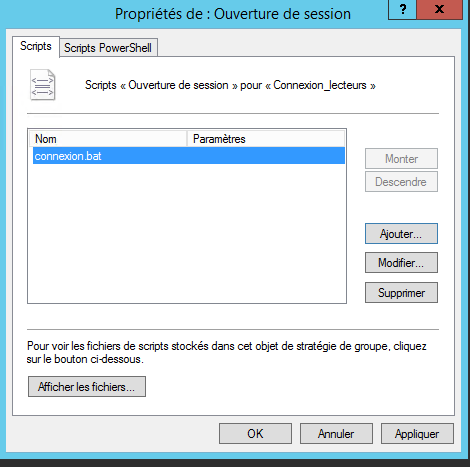 Propriétés de : Ouverture de session
?
x
Scripts
Scripts PowerShell
Scripts « Ouverture de session » pour « Connexion_lecteurs »
Nom
Paramètres
connexion.bat
Monter
Descendre
Ajouter...
Modifier...
Supprimer
Pour voir les fichiers de scripts stockés dans cet objet de stratégie de groupe, cliquez
sur le bouton ci-dessous.
Afficher les fichiers...
OK
Annuler
Appliquer